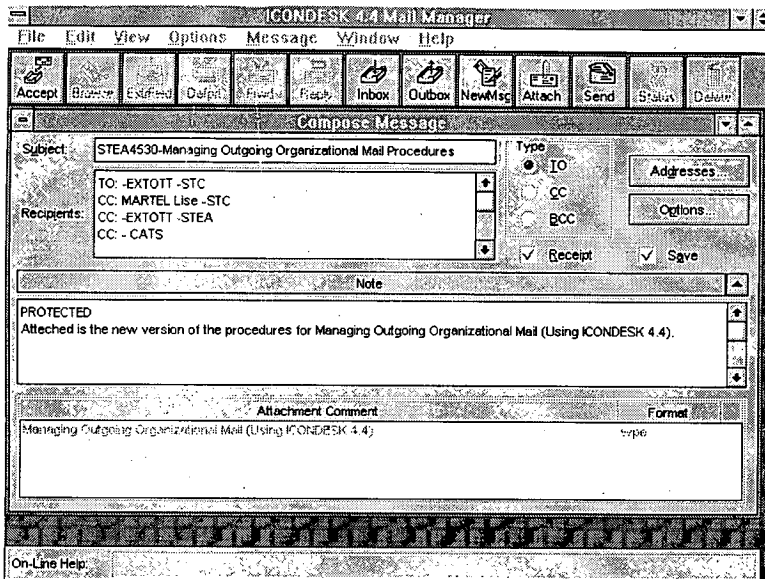 ICONDESK 4.4 Mail Manager
File Edit View Options Message Window Help
Accept Browse Inbox Outbox NewMsg Attach Send Status Delete
Compose Message
Subject: STEA4530-Managing Outgoing Organizational Mail Procedures
Type
TO
CC
BCC
Addresses...
Options...
Recipients:
TO: -EXTOTT -STC
CC: MARTEL Lise -STC
CC: -EXTOTT -STEA
CC: - CATS
Receipt Save
Note
PROTECTED
Atteched is the new version of the procedures for Managing Outgoing Organizational Mail (Using ICONDESK 4.4).
Attachment Comment Format
Managing Outgoing Organizational Mail (Using ICONDESK 4.4) wpe
On-Line Help: